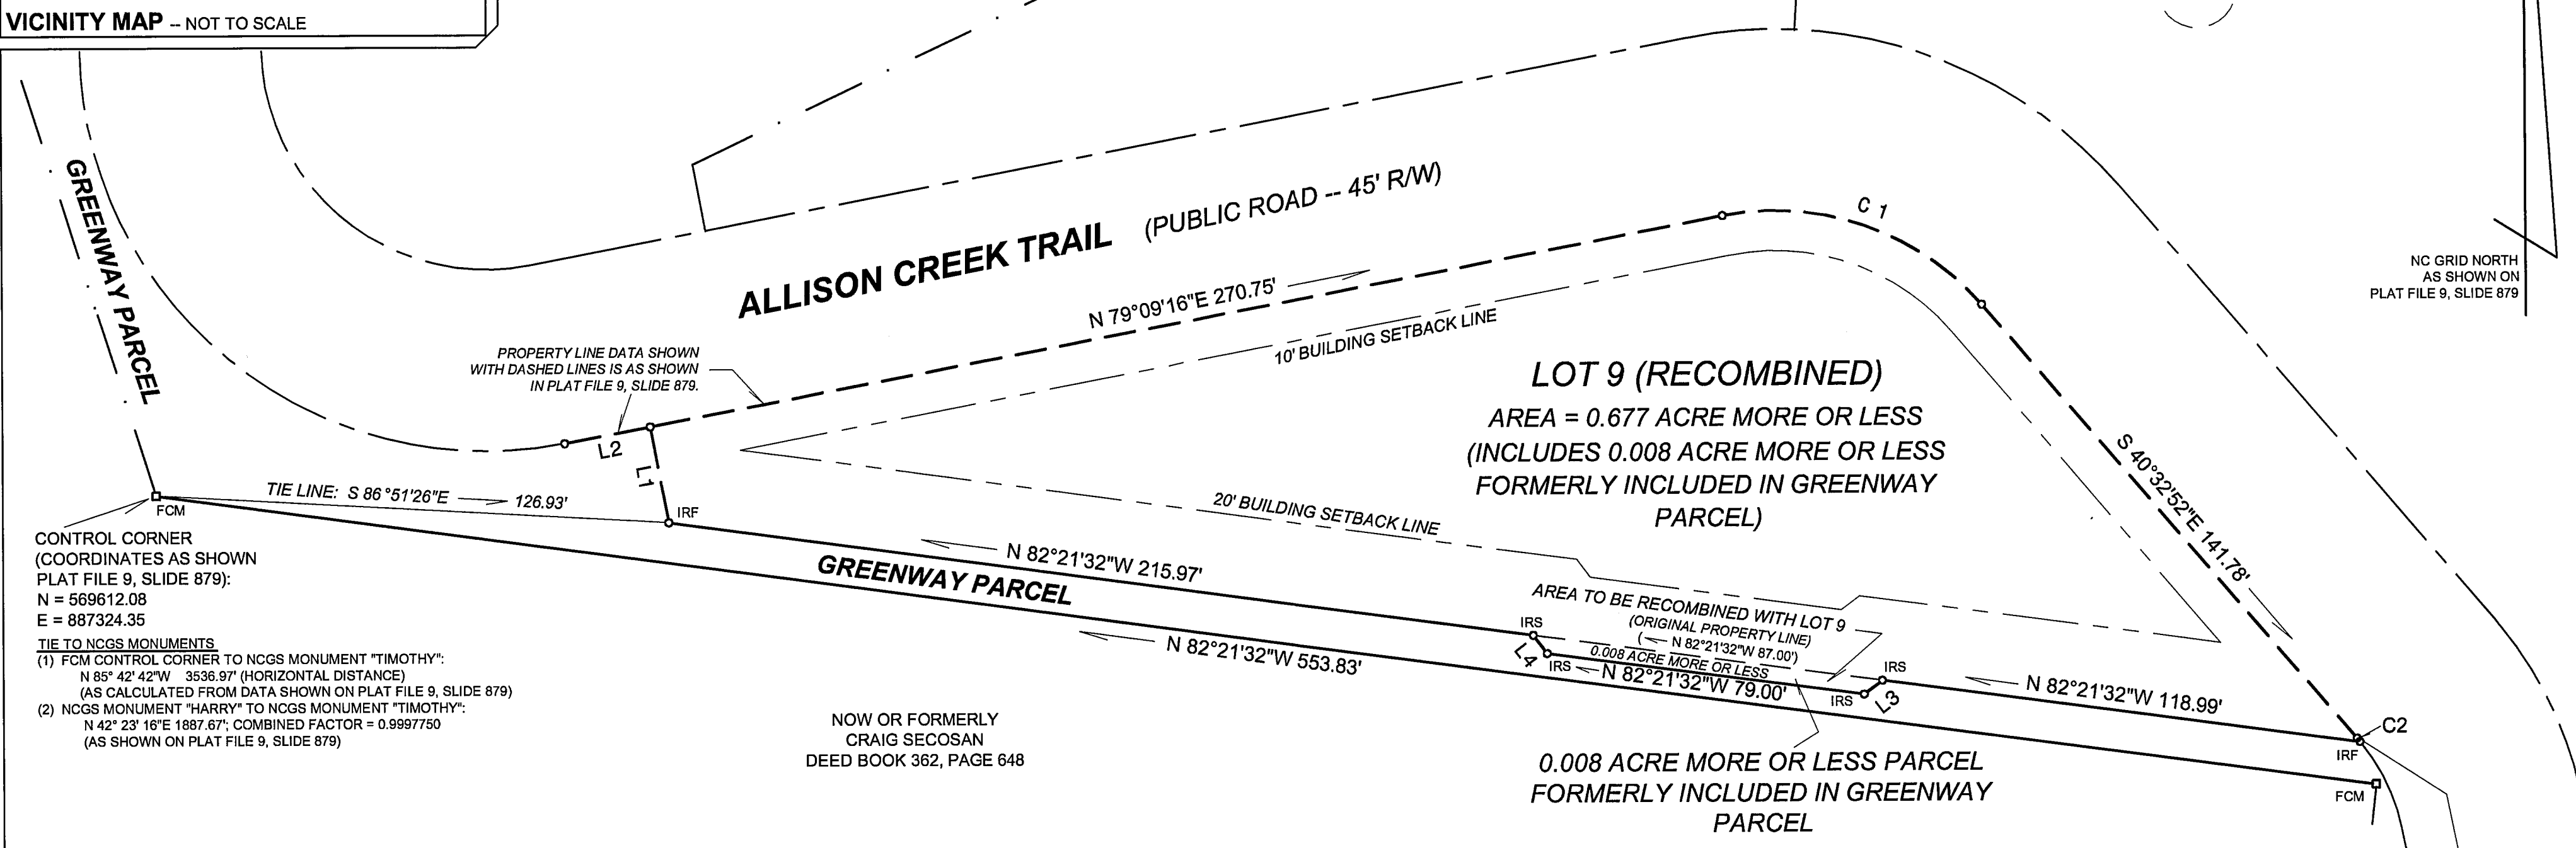 VICINITY MAP -- NOT TO SCALE
GREENWAY PARCEL
ALLISON CREEK TRAIL (PUBLIC ROAD -- 45' R/W)
C 1
NC GRID NORTH
AS SHOWN ON
PLAT FILE 9, SLIDE 879
N 79°09'16"E 270.75'
10' BUILDING SETBACK LINE
PROPERTY LINE DATA SHOWN
WITH DASHED LINES IS AS SHOWN
IN PLAT FILE 9, SLIDE 879.
LOT 9 (RECOMBINED)
AREA = 0.677 ACRE MORE OR LESS
(INCLUDES 0.008 ACRE MORE OR LESS
FORMERLY INCLUDED IN GREENWAY
PARCEL)
S 40°32'52"E 141.78'
L2
L1
TIE LINE: S 86°51'26"E 126.93'
FCM
IRF
20' BUILDING SETBACK LINE
CONTROL CORNER
(COORDINATES AS SHOWN
PLAT FILE 9, SLIDE 879):
N = 569612.08
E = 887324.35
TIE TO NCGS MONUMENTS
(1) FCM CONTROL CORNER TO NCGS MONUMENT "TIMOTHY":
N 85° 42' 42"W 3536.97' (HORIZONTAL DISTANCE)
(AS CALCULATED FROM DATA SHOWN ON PLAT FILE 9, SLIDE 879)
(2) NCGS MONUMENT "HARRY" TO NCGS MONUMENT "TIMOTHY":
N 42° 23' 16"E 1887.67'; COMBINED FACTOR = 0.9997750
(AS SHOWN ON PLAT FILE 9, SLIDE 879)
N 82°21'32"W 215.97'
GREENWAY PARCEL
N 82°21'32"W 553.83'
AREA TO BE RECOMBINED WITH LOT 9
(ORIGINAL PROPERTY LINE)
( N 82°21'32"W 87.00')
0.008 ACRE MORE OR LESS
IRS
L4
IRS
N 82°21'32"W 79.00'
IRS
IRS
L3
N 82°21'32"W 118.99'
C2
IRF
FCM
NOW OR FORMERLY
CRAIG SECOSAN
DEED BOOK 362, PAGE 648
0.008 ACRE MORE OR LESS PARCEL
FORMERLY INCLUDED IN GREENWAY
PARCEL